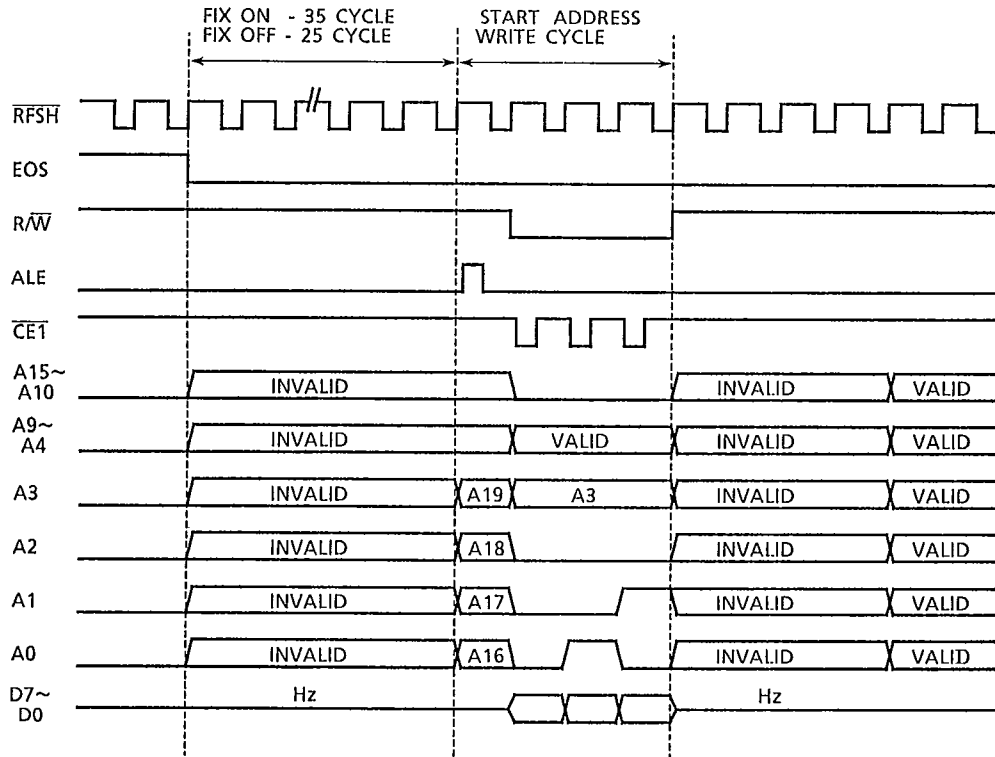 FIX ON - 35 CYCLE
FIX OFF - 25 CYCLE
START ADDRESS
WRITE CYCLE
RFSH
EOS
R/W
ALE
CE1
A15~
A10
INVALID
INVALID
VALID
A9~
A4
INVALID
VALID
INVALID
VALID
A3
INVALID
A19
A3
INVALID
VALID
A2
INVALID
A18
INVALID
VALID
A1
INVALID
A17
INVALID
VALID
A0
INVALID
A16
INVALID
VALID
D7~
D0
Hz
Hz